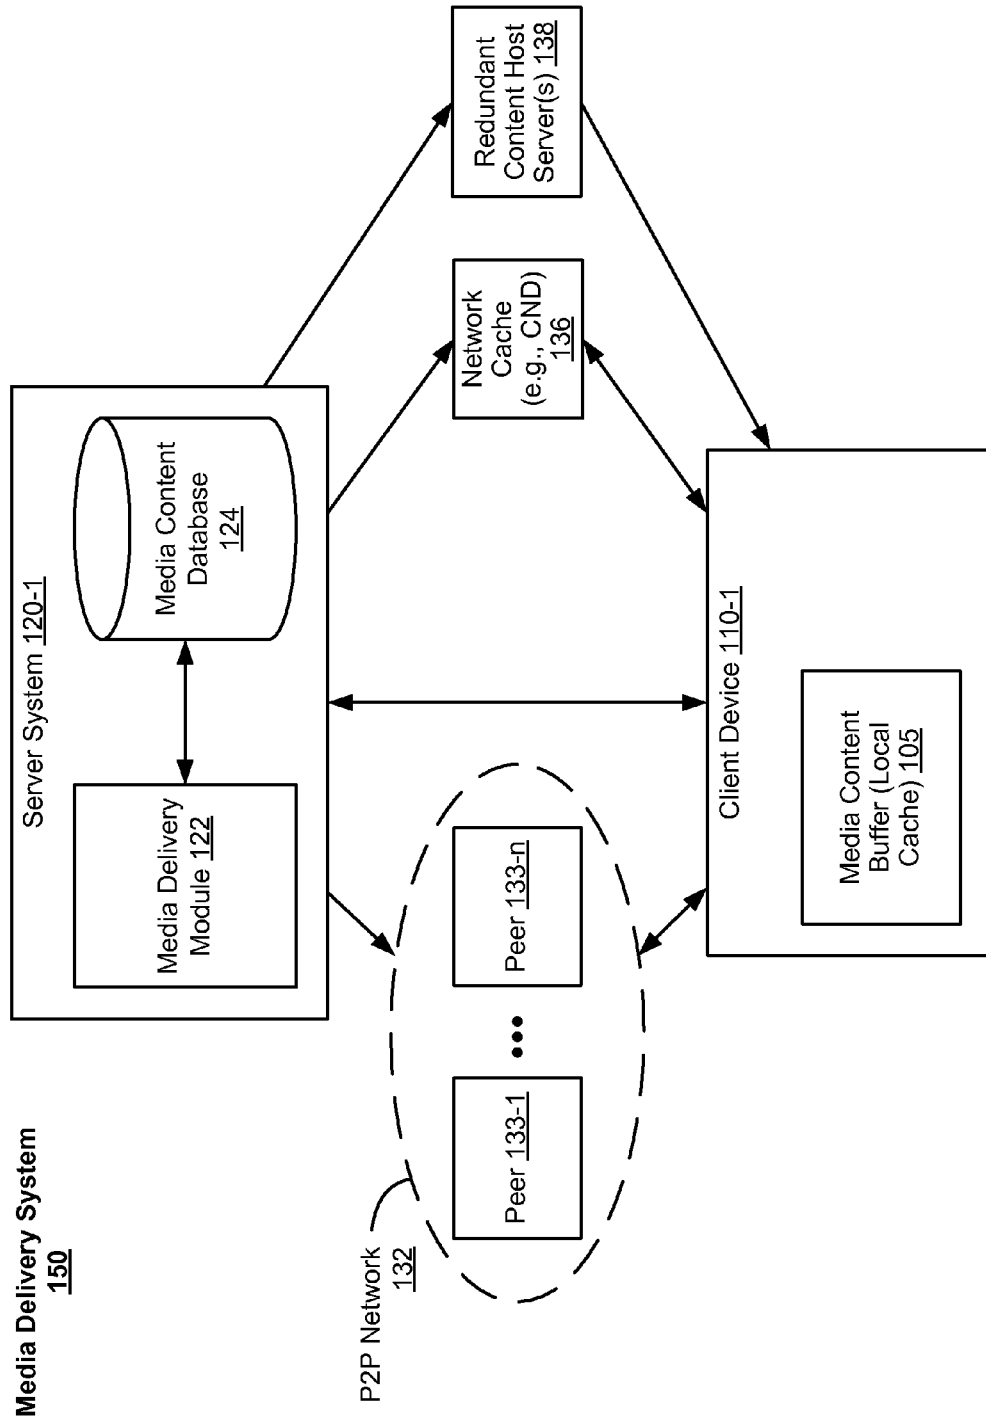 Media Delivery System
150
Server System 120-1
Media Delivery
Module 122
Media Content
Database
124
P2P Network
132
Peer 133-1
Peer 133-n
Network
Cache
(e.g., CND)
136
Redundant
Content Host
Server(s) 138
Client Device 110-1
Media Content
Buffer (Local
Cache) 105